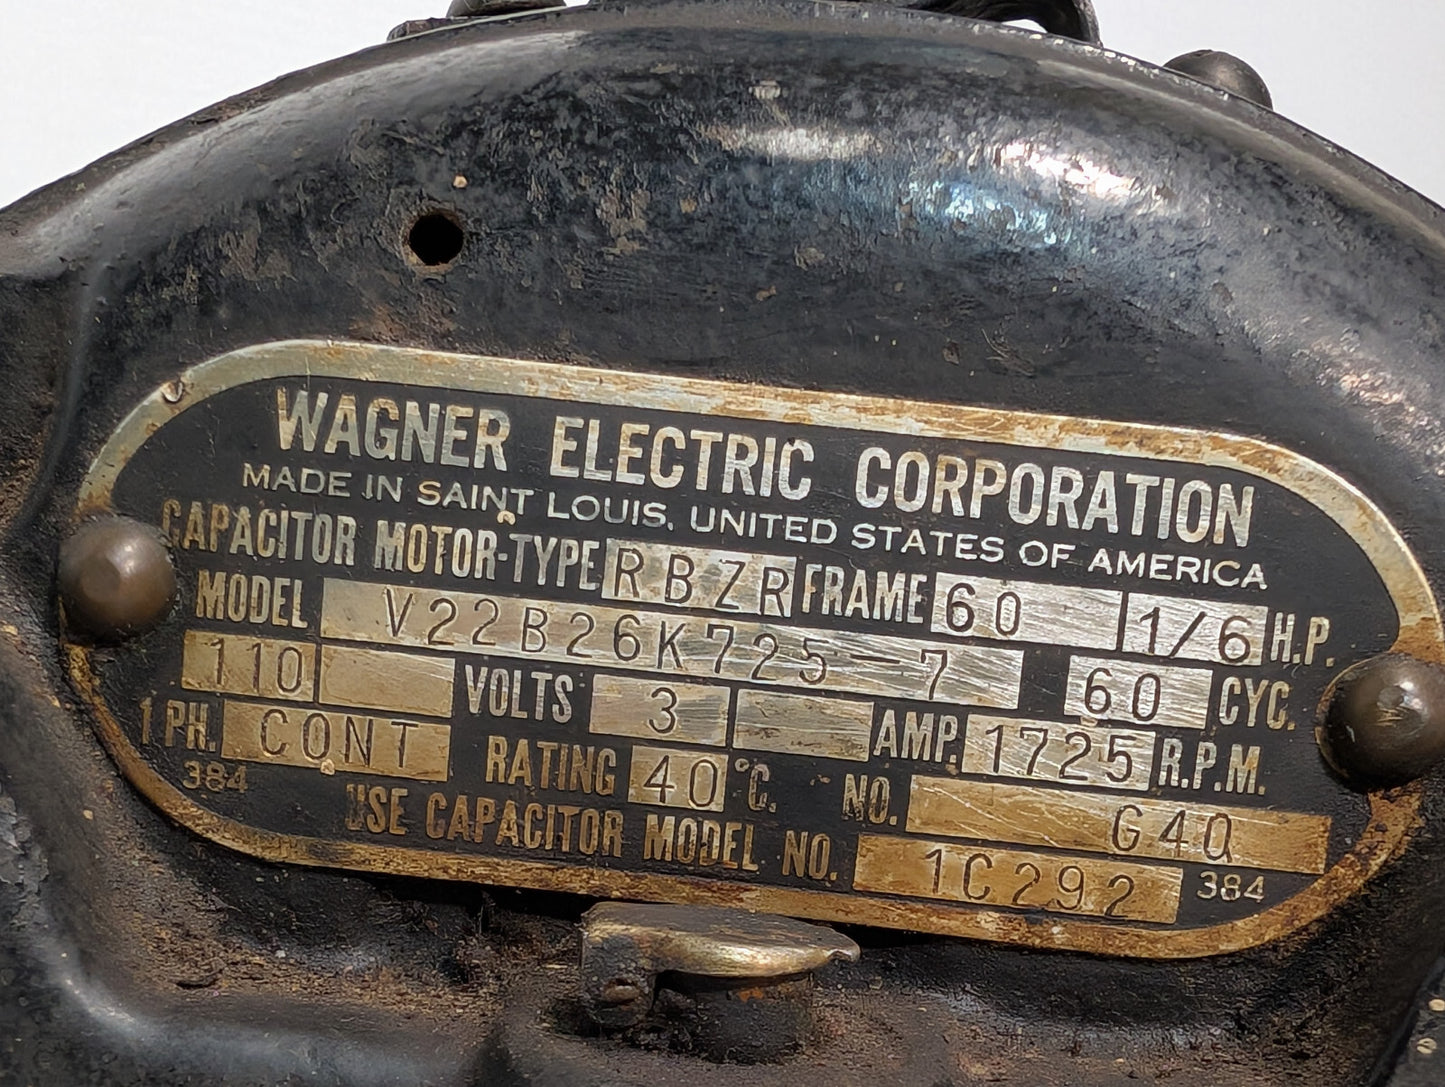 WAGNER ELECTRIC CORPORATION
MADE IN SAINT LOUIS, UNITED STATES OF AMERICA
CAPACITOR MOTOR-TYPE RBZR FRAME 60 1/6 H.P.
MODEL V22B26K725-7 60 CYC.
110 VOLTS 3 AMP. 1725 R.P.M.
1 PH. CONT RATING 40 °C. NO. G4Q
384 USE CAPACITOR MODEL NO. 1C292 384